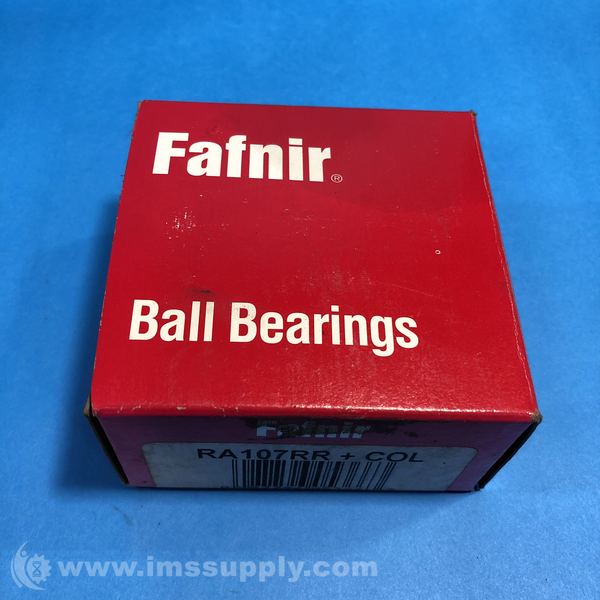 Fafnir®
Ball Bearings
Fafnir
RA107RR + COL
www.imssupply.com